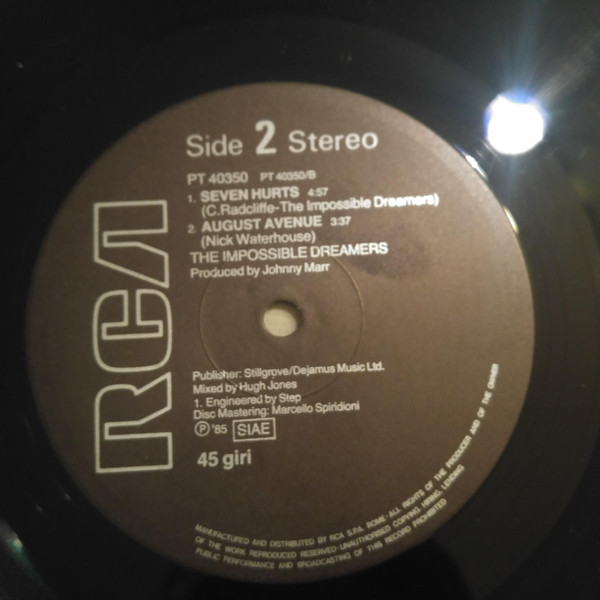 RCA
Side 2 Stereo
PT 40350 PT 40350/B
1. SEVEN HURTS 4:57
(C.Radcliffe-The Impossible Dreamers)
2. AUGUST AVENUE 3:37
(Nick Waterhouse)
THE IMPOSSIBLE DREAMERS
Produced by Johnny Marr
Publisher: Stillgrove/Dejamus Music Ltd.
Mixed by Hugh Jones
1. Engineered by Step
Disc Mastering: Marcello Spiridioni
Ⓟ '85 SIAE
45 giri
MANUFACTURED AND DISTRIBUTED BY RCA S.P.A. ROME-ALL RIGHTS OF THE PRODUCER AND OF THE OWNER
OF THE WORK REPRODUCED RESERVED-UNAUTHORISED COPYING HIRING, LENDING
PUBLIC PERFORMANCE AND BROADCASTING OF THIS RECORD PROHIBITED